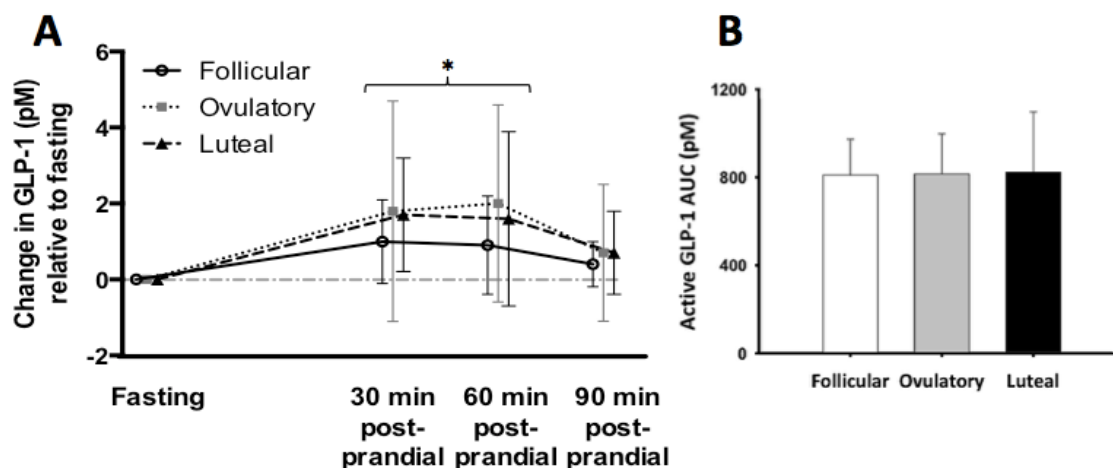 A
Change in GLP-1 (pM)
relative to fasting
6
4
2
0
-2
Follicular
Ovulatory
Luteal
*
Fasting
30 min
post-
prandial
60 min
post-
prandial
90 min
post-
prandial
B
Active GLP-1 AUC (pM)
1200
800
400
0
Follicular
Ovulatory
Luteal